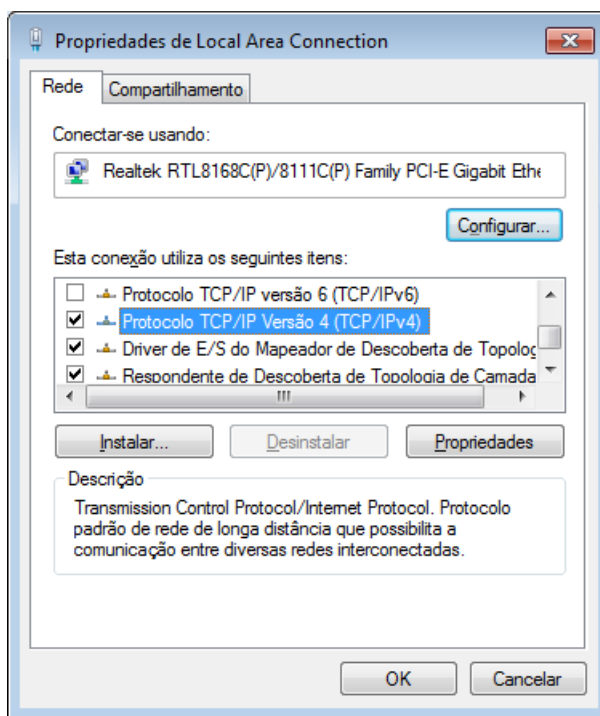 Propriedades de Local Area Connection
Rede
Compartilhamento
Conectar-se usando:
Realtek RTL8168C(P)/8111C(P) Family PCI-E Gigabit Ethe
Configurar...
Esta conexão utiliza os seguintes itens:
Protocolo TCP/IP versão 6 (TCP/IPv6)
Protocolo TCP/IP Versão 4 (TCP/IPv4)
Driver de E/S do Mapeador de Descoberta de Topolog
Respondente de Descoberta de Topologia de Camada
Instalar...
Desinstalar
Propriedades
Descrição
Transmission Control Protocol/Internet Protocol. Protocolo
padrão de rede de longa distância que possibilita a
comunicação entre diversas redes interconectadas.
OK
Cancelar